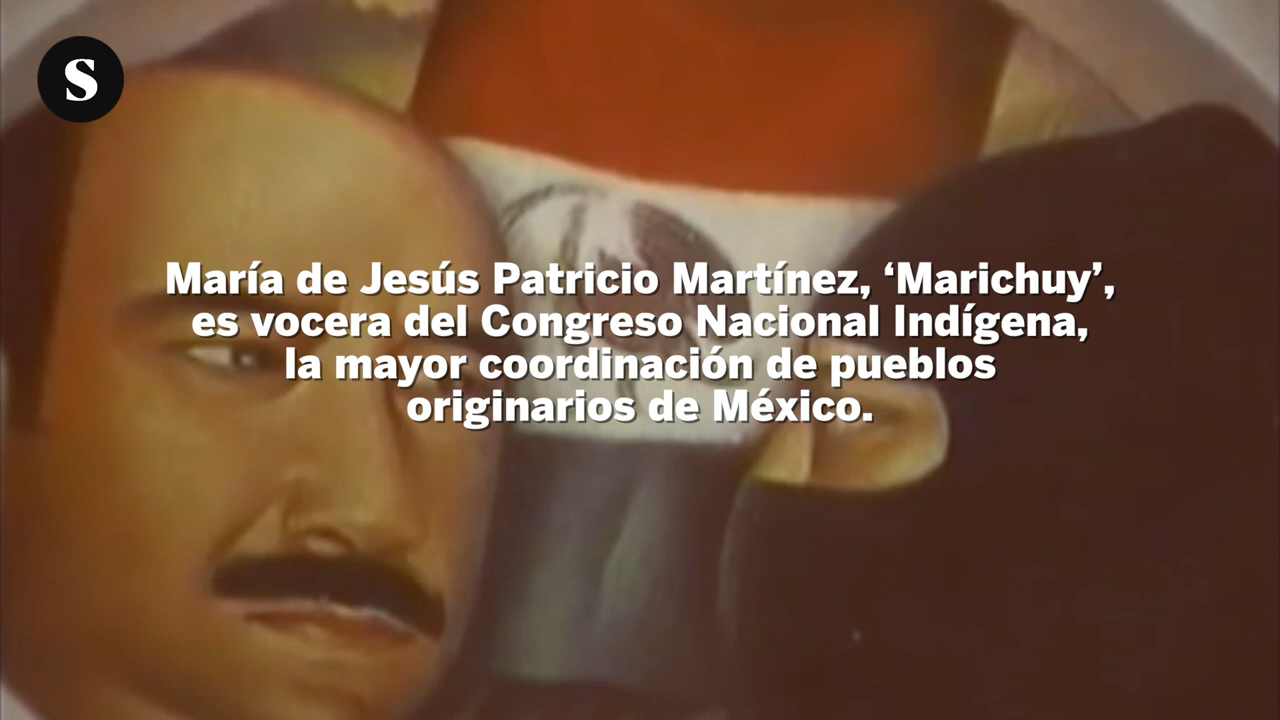 S
María de Jesús Patricio Martínez, ‘Marichuy’,
es vocera del Congreso Nacional Indígena,
la mayor coordinación de pueblos
originarios de México.